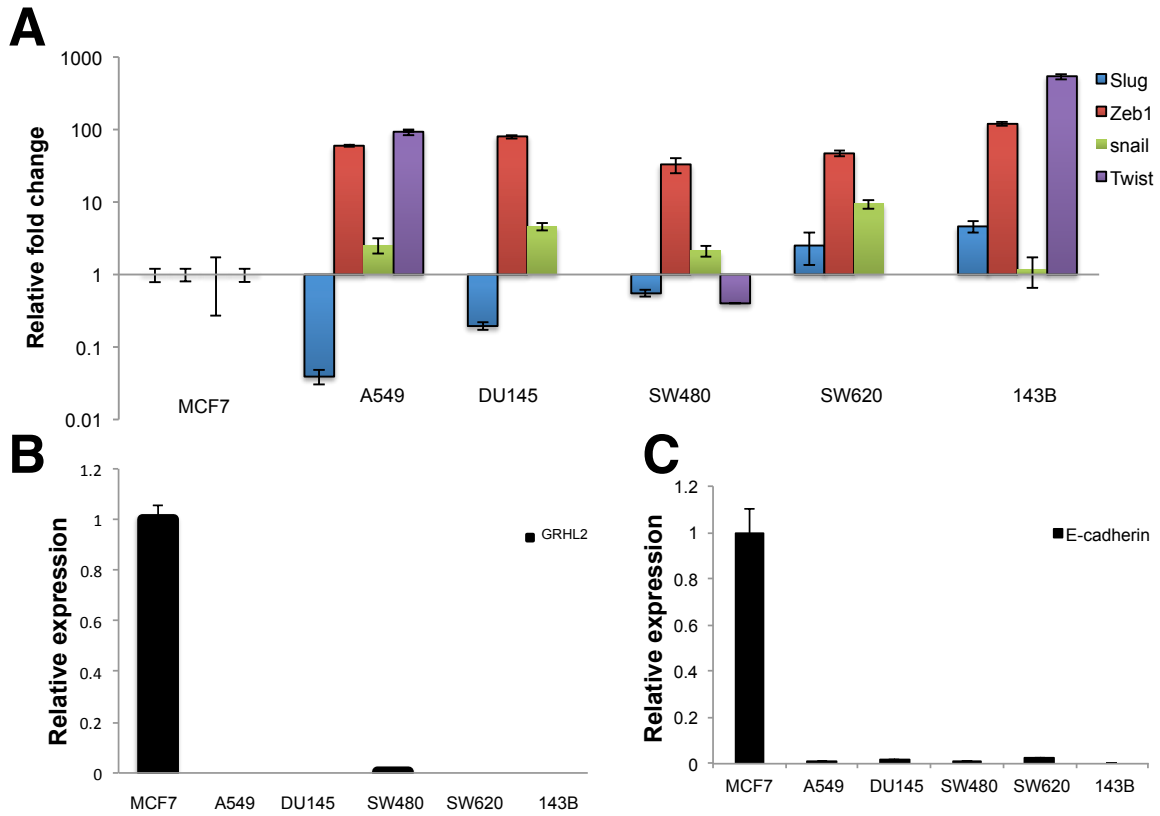 A
Relative fold change
1000
100
10
1
0.1
0.01
MCF7
A549
DU145
SW480
SW620
143B
Slug
Zeb1
snail
Twist
B
Relative expression
1.2
1
0.8
0.6
0.4
0.2
0
GRHL2
MCF7 A549 DU145 SW480 SW620 143B
C
Relative expression
1.2
1
0.8
0.6
0.4
0.2
0
E-cadherin
MCF7 A549 DU145 SW480 SW620 143B